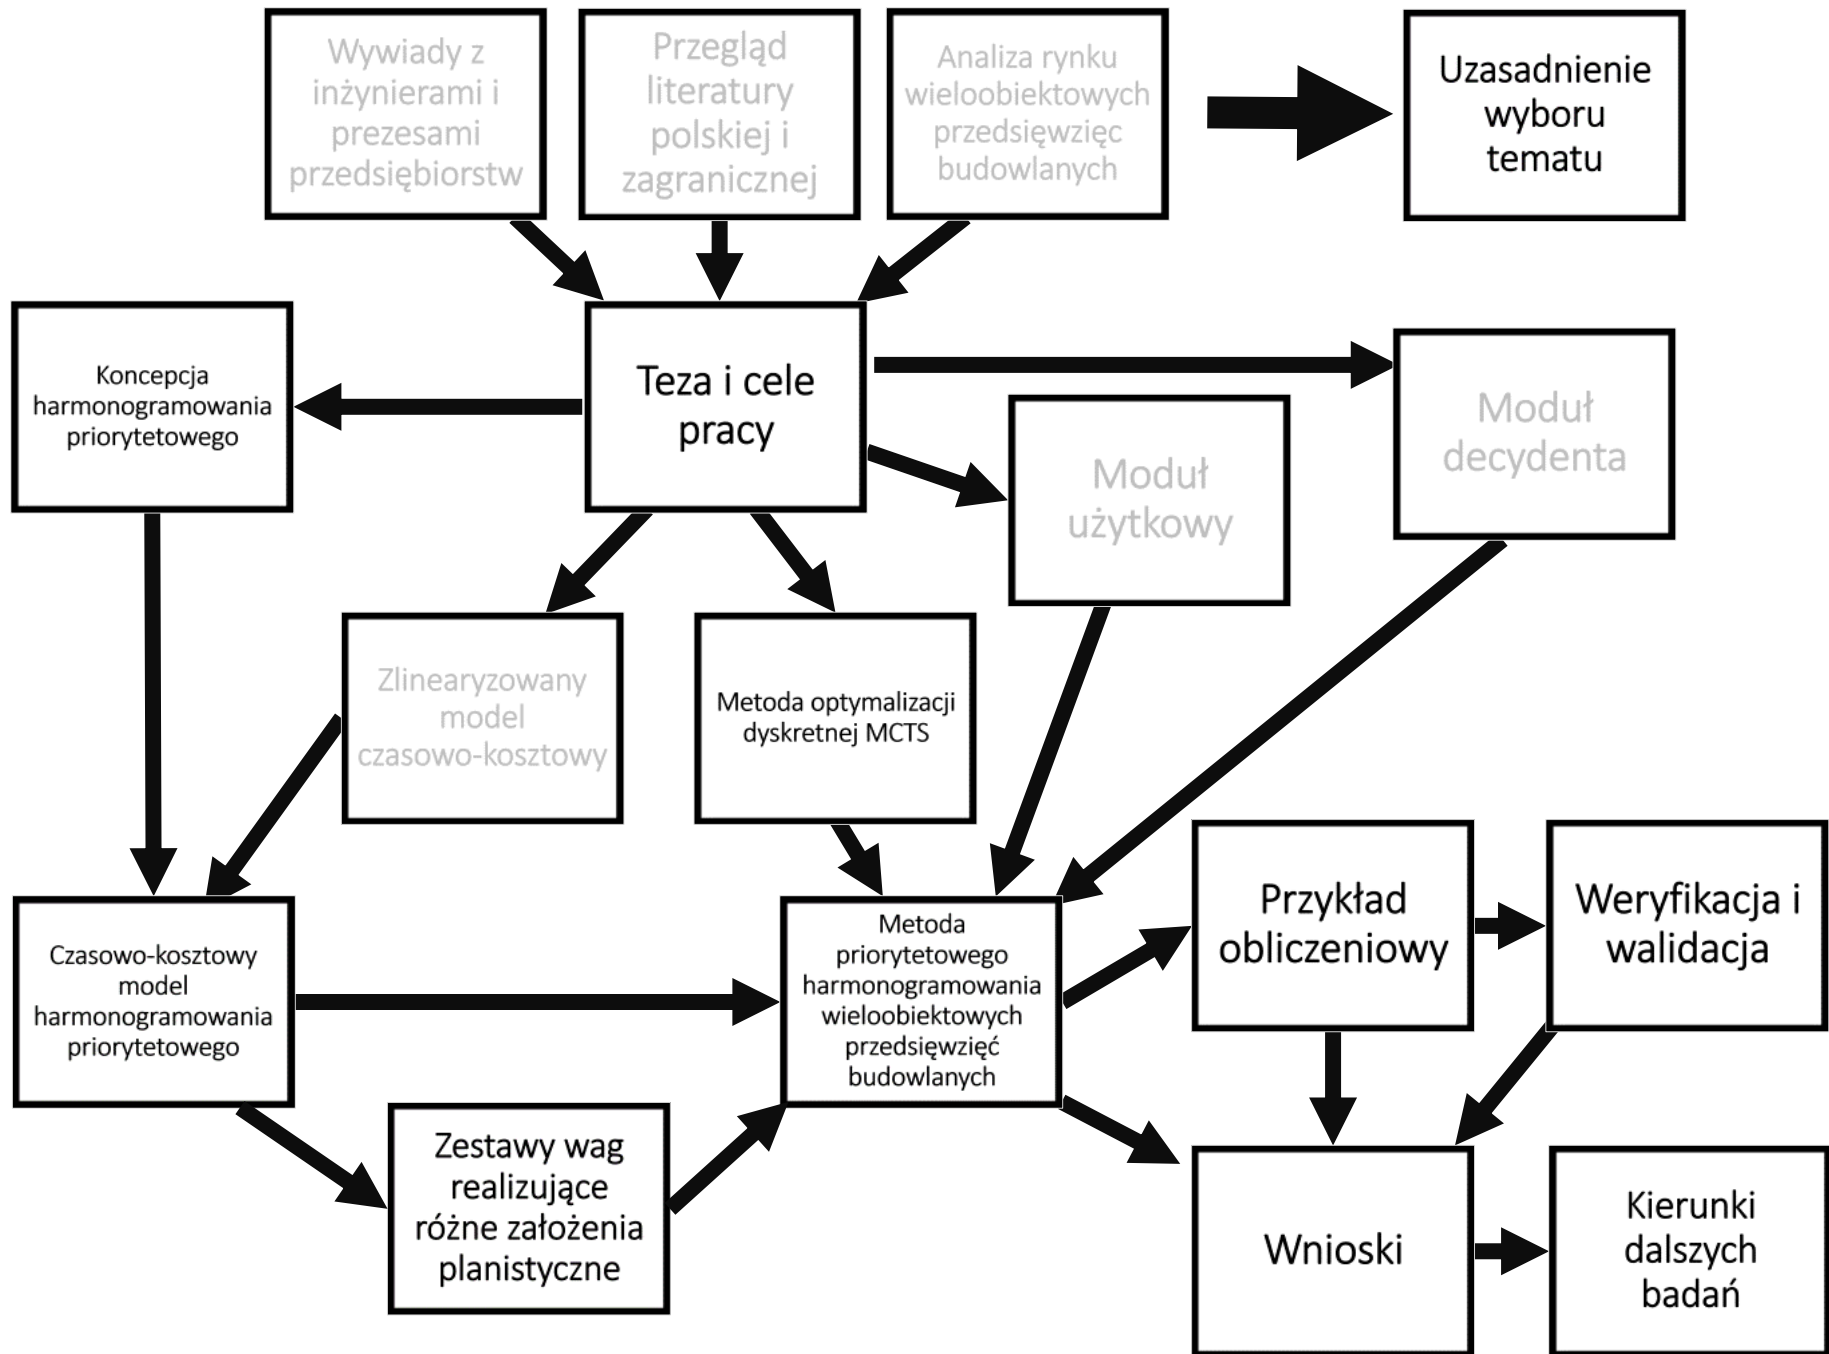 Wywiady z
inżynierami i
prezesami
przedsiębiorstw
Przegląd
literatury
polskiej i
zagranicznej
Analiza rynku
wieloobiektowych
przedsięwzięc
budowlanych
Uzasadnienie
wyboru
tematu
Koncepcja
harmonogramowania
priorytetowego
Teza i cele
pracy
Moduł
użytkowy
Moduł
decydenta
Zlinearyzowany
model
czasowo-kosztowy
Metoda optymalizacji
dyskretnej MCTS
Czasowo-kosztowy
model
harmonogramowania
priorytetowego
Metoda
priorytetowego
harmonogramowania
wieloobiektowych
przedsięwzięć
budowlanych
Przykład
obliczeniowy
Weryfikacja i
walidacja
Zestawy wag
realizujące
różne założenia
planistyczne
Wnioski
Kierunki
dalszych
badań